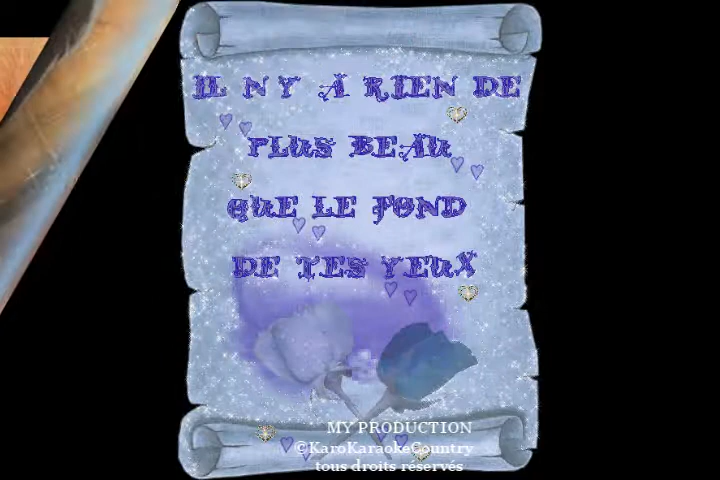 IL N Y A RIEN DE
PLUS BEAU
QUE LE FOND
DE TES YEUX
MY PRODUCTION
©KaroKaraokeCountry
tous droits réservés